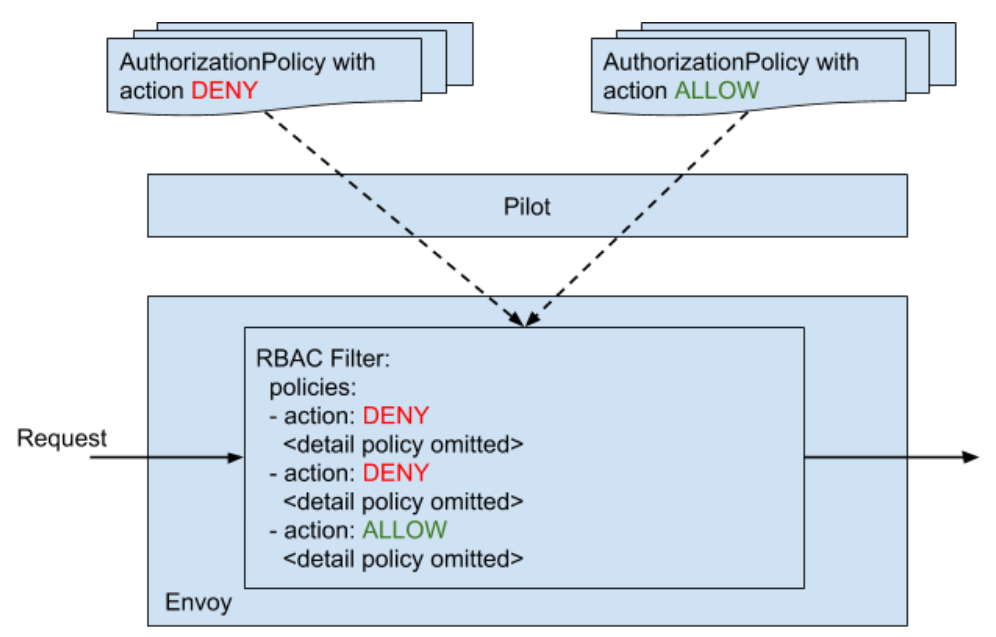 AuthorizationPolicy with
action DENY
AuthorizationPolicy with
action ALLOW
Pilot
Request
RBAC Filter:
policies:
- action: DENY
<detail policy omitted>
- action: DENY
<detail policy omitted>
- action: ALLOW
<detail policy omitted>
Envoy